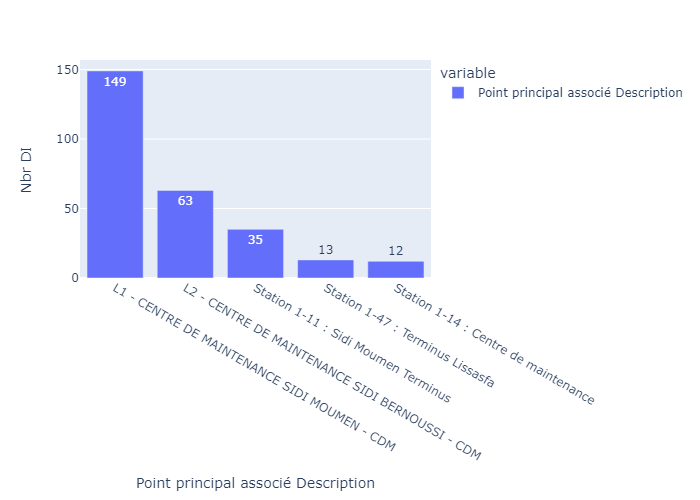 150
100
50
0
Nbr DI
149
63
35
13
12
L1 - CENTRE DE MAINTENANCE SIDI MOUMEN - CDM
L2 - CENTRE DE MAINTENANCE SIDI BERNOUSSI - CDM
Station 1-11 : Sidi Moumen Terminus
Station 1-47 : Terminus Lissasfa
Station 1-14 : Centre de maintenance
Point principal associé Description
variable
Point principal associé Description